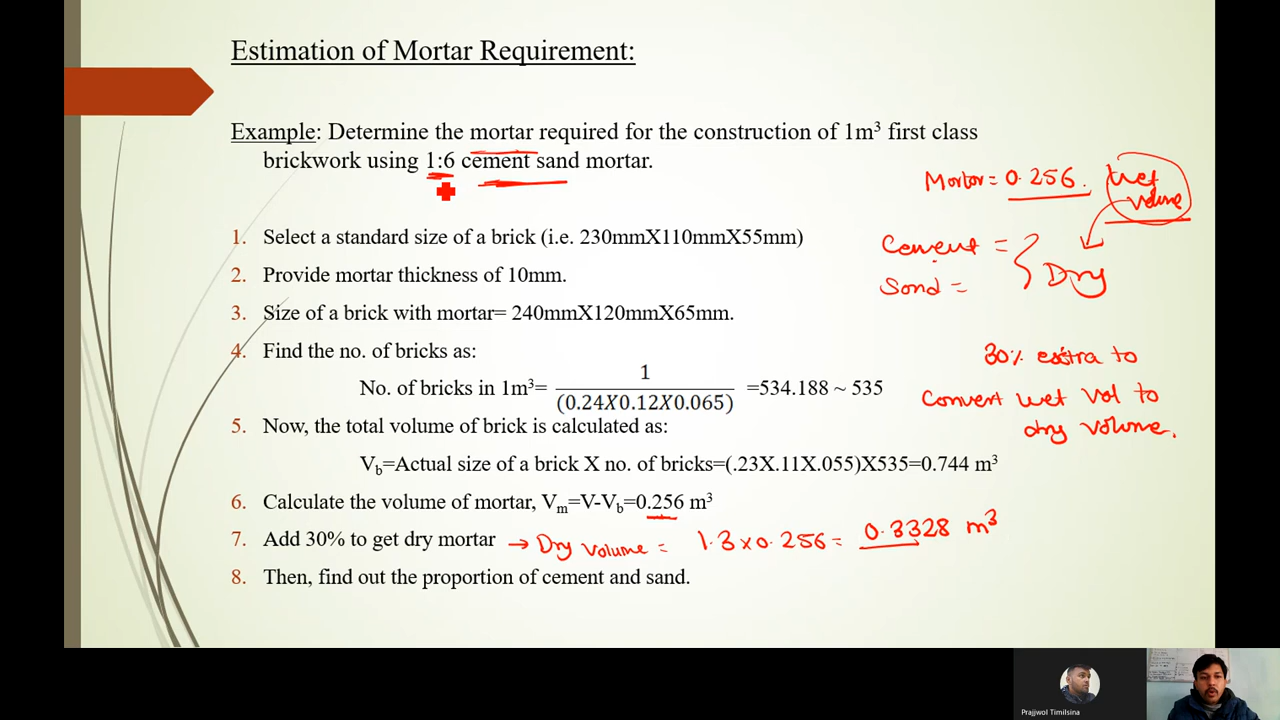 Estimation of Mortar Requirement:
Example: Determine the mortar required for the construction of 1m³ first class
brickwork using 1:6 cement sand mortar.
Mortar = 0.256. Wet
volume
1. Select a standard size of a brick (i.e. 230mmX110mmX55mm)
Cement =
Sand =
} Dry
2. Provide mortar thickness of 10mm.
3. Size of a brick with mortar= 240mmX120mmX65mm.
4. Find the no. of bricks as:
30% extra to
Convert wet vol to
dry volume.
No. of bricks in 1m³= 1/(0.24X0.12X0.065) =534.188 ~ 535
5. Now, the total volume of brick is calculated as:
Vb=Actual size of a brick X no. of bricks=(.23X.11X.055)X535=0.744 m³
6. Calculate the volume of mortar, Vm=V-Vb=0.256 m³
7. Add 30% to get dry mortar → Dry volume = 1.3 x 0.256 = 0.3328 m³
8. Then, find out the proportion of cement and sand.
Prajjwol Timilsina